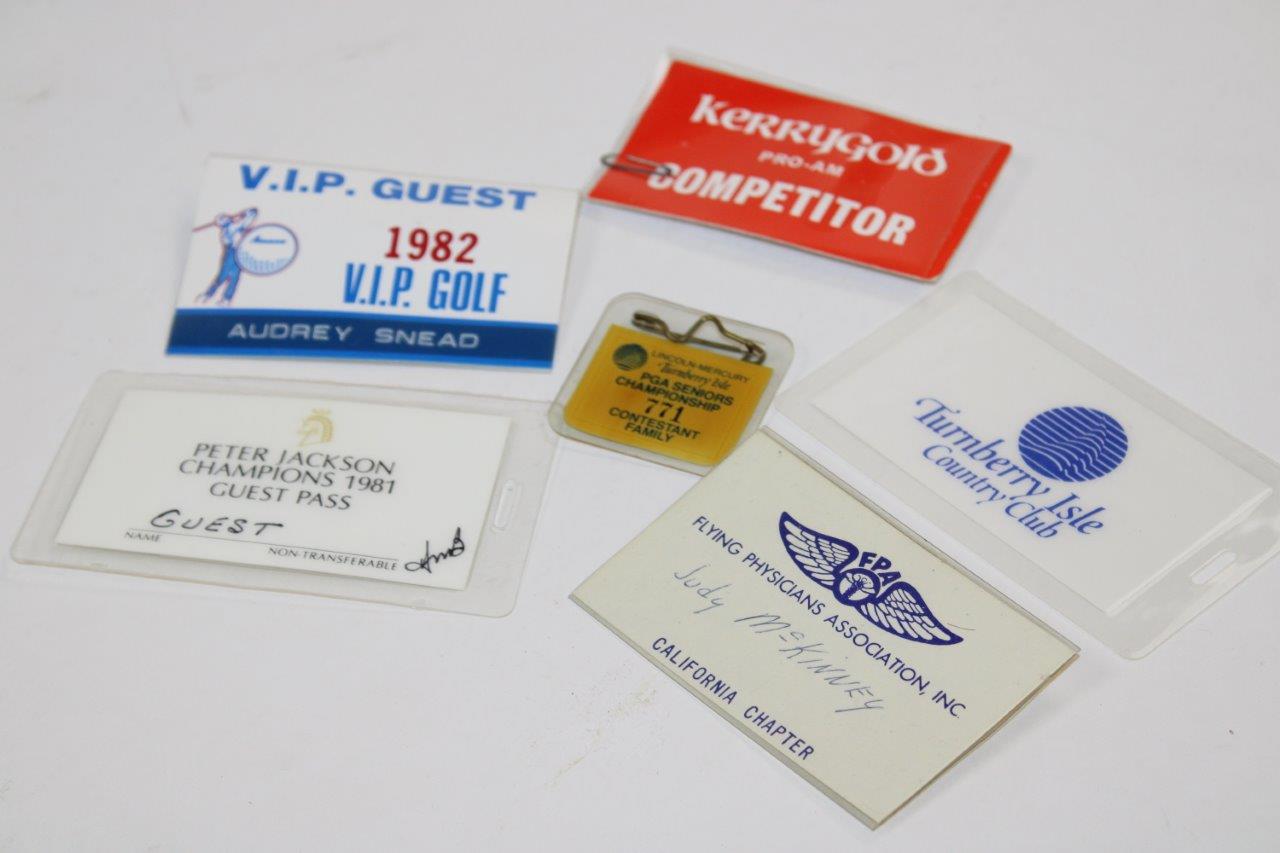 V.I.P. GUEST
1982
V.I.P. GOLF
AUDREY SNEAD
KERRYGOLD
PRO-AM
COMPETITOR
LINCOLN-MERCURY
Turnberry Isle
PGA SENIORS
CHAMPIONSHIP
771
CONTESTANT
FAMILY
Turnberry Isle
Country Club
PETER JACKSON
CHAMPIONS 1981
GUEST PASS
GUEST
NAME
NON-TRANSFERABLE
FPA
FLYING PHYSICIANS ASSOCIATION, INC.
Judy McKinney
CALIFORNIA CHAPTER